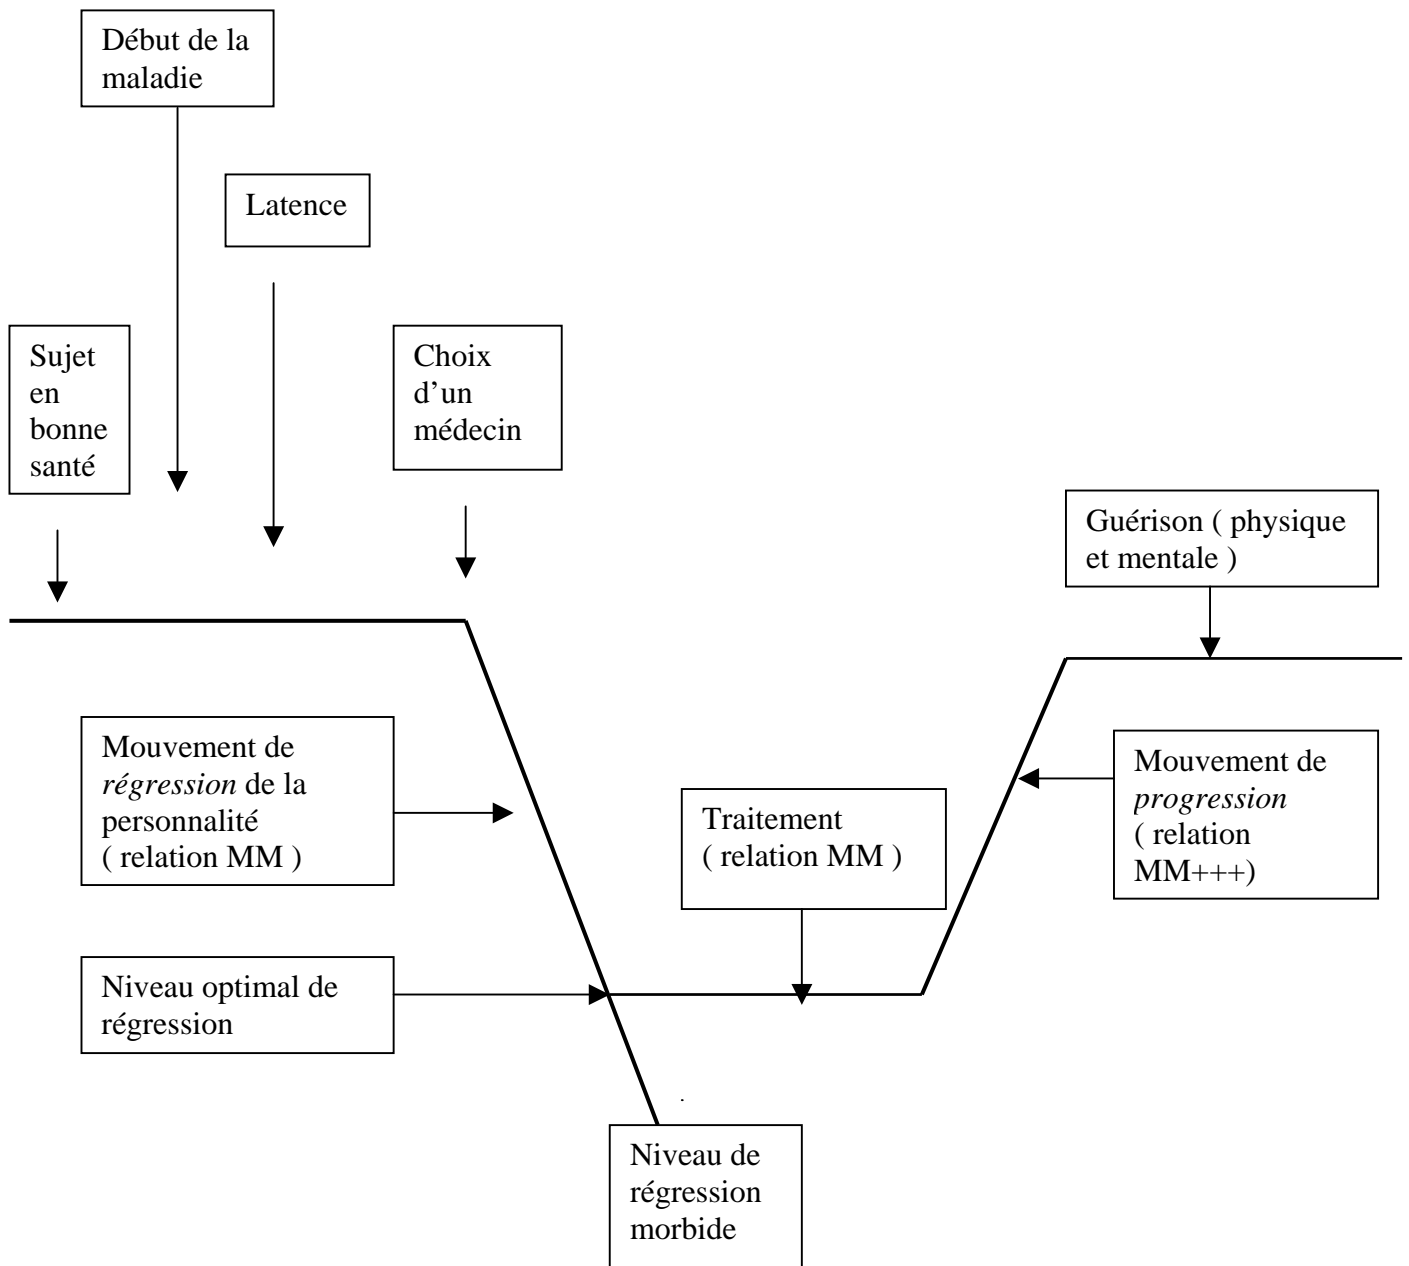 Début de la
maladie
Latence
Sujet
en
bonne
santé
Choix
d’un
médecin
Guérison ( physique
et mentale )
Mouvement de
régression de la
personnalité
( relation MM )
Traitement
( relation MM )
Mouvement de
progression
( relation
MM+++)
Niveau optimal de
régression
Niveau de
régression
morbide